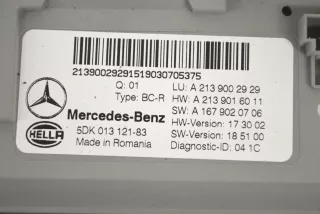 21390029291519030705375
Q: 01
LU: A 213 900 29 29
Type: BC-R
HW: A 213 901 60 11
SW: A 167 902 07 06
Mercedes-Benz
HW-Version: 17 30 02
HELLA
5DK 013 121-83
SW-Version: 18 51 00
Made in Romania
Diagnostic-ID: 04 1C